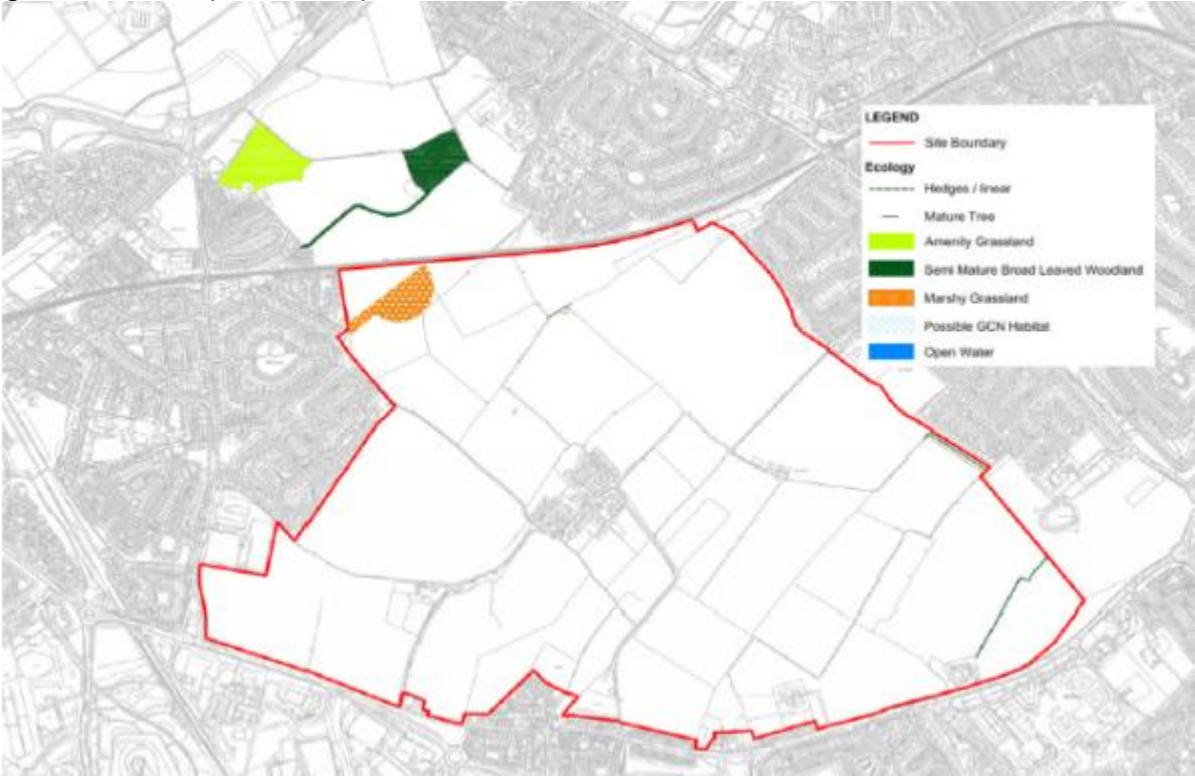 LEGEND
Site Boundary
Ecology
Hedges / linear
Mature Tree
Amenity Grassland
Semi Mature Broad Leaved Woodland
Marshy Grassland
Possible GCN Habitat
Open Water